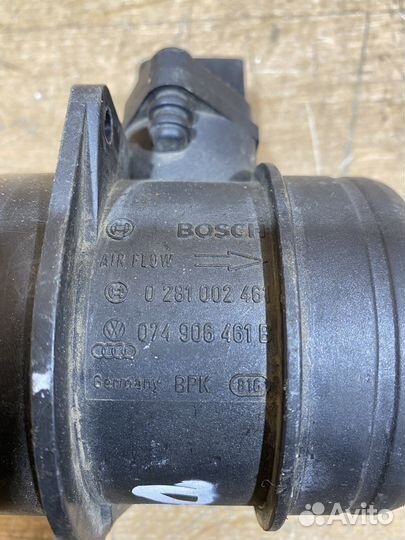 BOSCH
AIR FLOW
0 281 002 461
074 906 461 B
Germany BPK 816
Avito